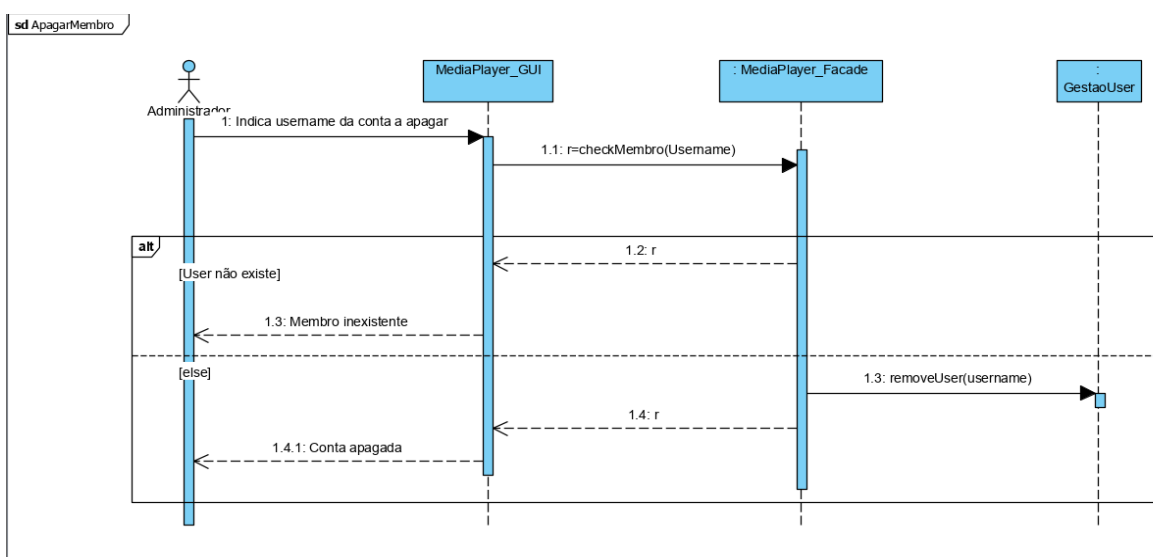 sd ApagarMembro
MediaPlayer_GUI
: MediaPlayer_Facade
:
GestaoUser
Administrador
1: Indica username da conta a apagar
1.1: r=checkMembro(Username)
alt
1.2: r
[User não existe]
1.3: Membro inexistente
[else]
1.3: removeUser(username)
1.4: r
1.4.1: Conta apagada